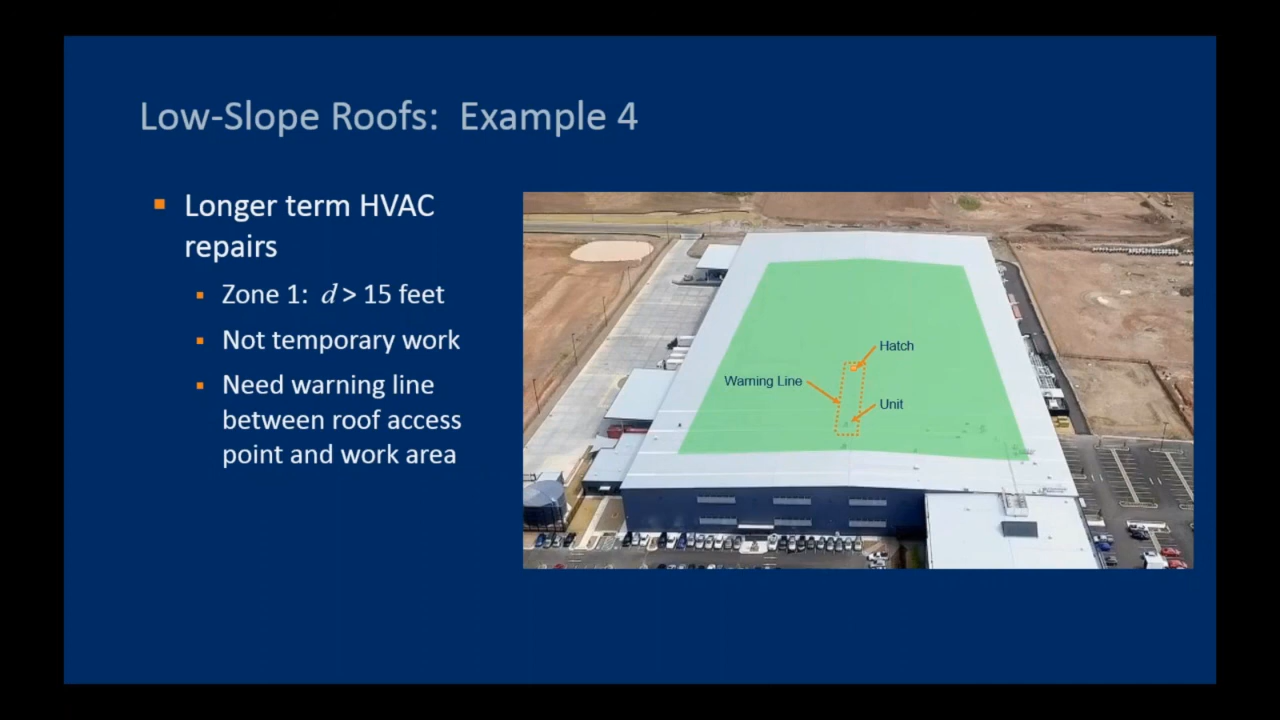 Low-Slope Roofs: Example 4
▪ Longer term HVAC
repairs
▪ Zone 1: d > 15 feet
▪ Not temporary work
▪ Need warning line
between roof access
point and work area
Hatch
Warning Line
Unit